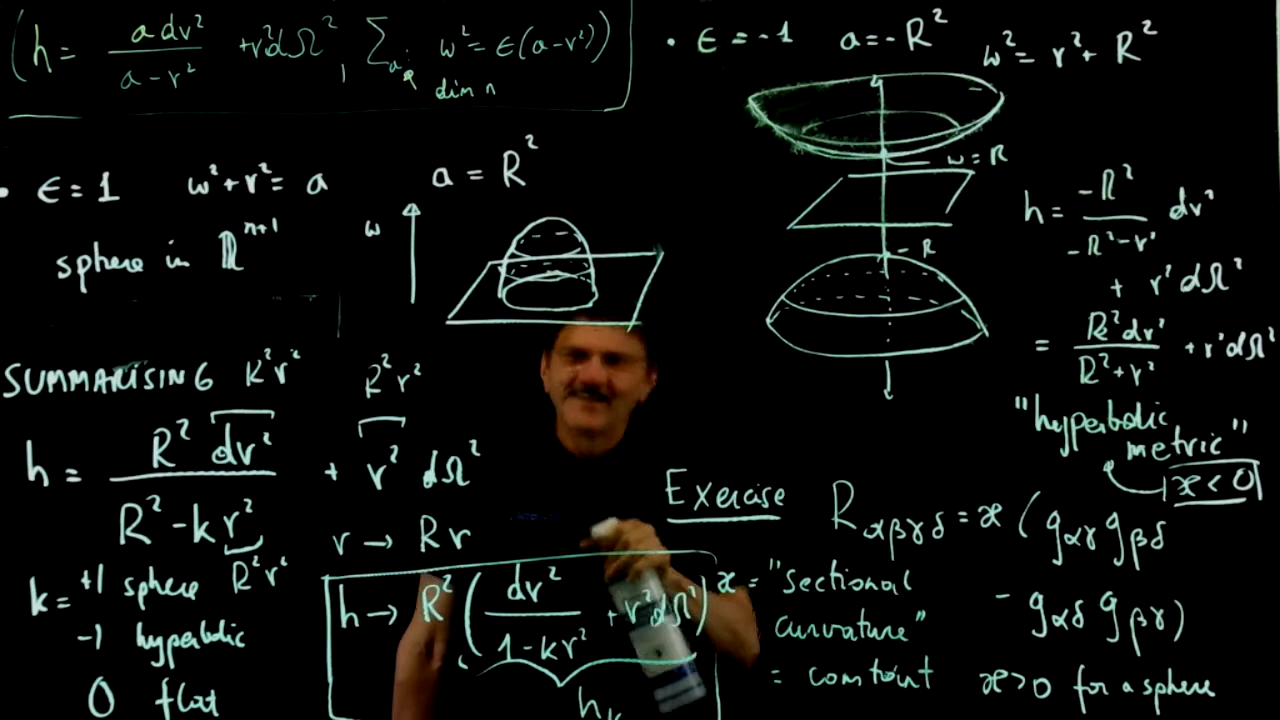 (h = a dr² / (a - r²) + r² dΩ², Σₐ: w² = ε(a - r²))
dim n
• ε = 1 w² + r² = a a = R²
sphere in ℝⁿ⁺¹
w
• ε = -1 a = -R² w² = r² + R²
w = R
-R
h = -R² / (-R² - r²) dr²
+ r² dΩ²
= R² dr² / (R² + r²) + r² dΩ²
"hyperbolic
metric"
ϰ < 0
SUMMARISING R²r² R²r²
h = R² dr² / (R² - k r²) + r² dΩ²
R²r²
r → R r
k = +1 sphere
-1 hyperbolic
0 flat
h → R² (dr² / (1 - kr²) + r² dΩ²)
hₖ
Exercise R_αβγδ = ϰ (g_αγ g_βδ
- g_αδ g_βγ)
ϰ = "sectional
curvature"
= constant ϰ > 0 for a sphere